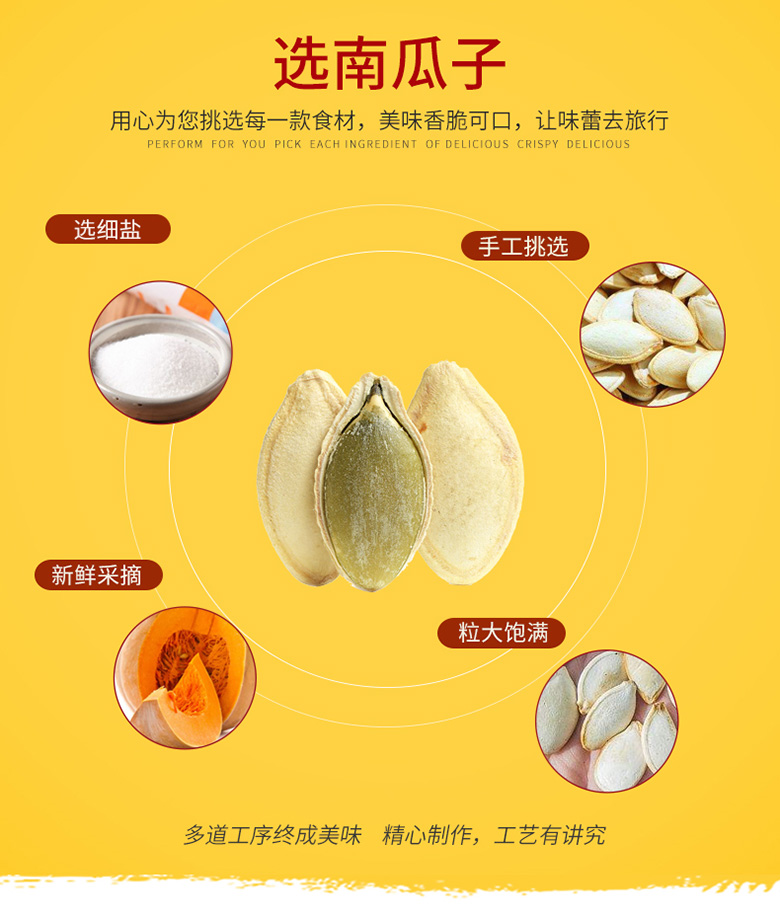 选南瓜子
用心为您挑选每一款食材，美味香脆可口，让味蕾去旅行
PERFORM FOR YOU PICK EACH INGREDIENT OF DELICIOUS CRISPY DELICIOUS
选细盐
手工挑选
新鲜采摘
粒大饱满
多道工序终成美味 精心制作，工艺有讲究